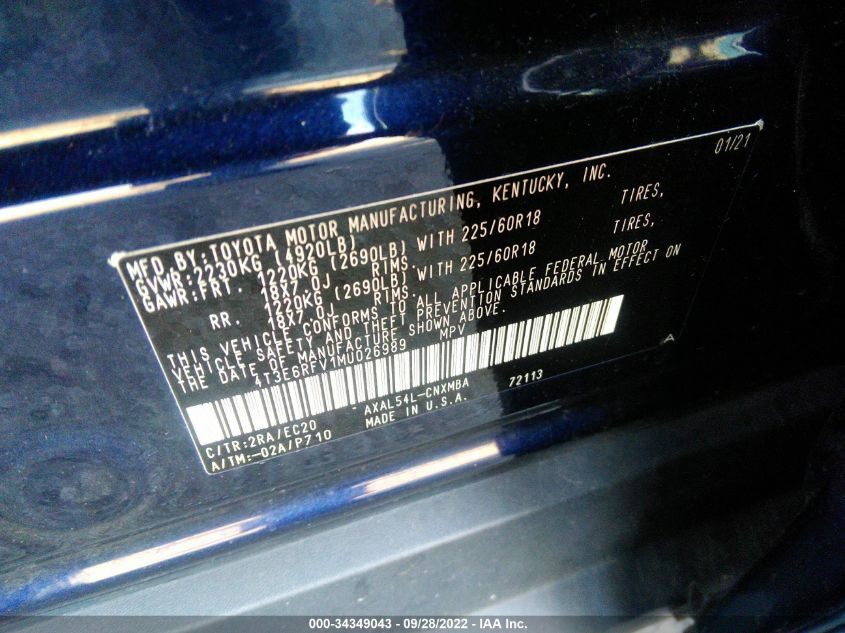 01/21
MFD BY:TOYOTA MOTOR MANUFACTURING, KENTUCKY, INC.
GVWR:2230KG (4920LB)
GAWR:FRT. 1220KG (2690LB) WITH 225/60R18 TIRES,
18X7.0J RIMS.
RR. 1220KG (2690LB) WITH 225/60R18 TIRES,
18X7.0J RIMS.
THIS VEHICLE CONFORMS TO ALL APPLICABLE FEDERAL MOTOR
VEHICLE SAFETY AND THEFT PREVENTION STANDARDS IN EFFECT ON
THE DATE OF MANUFACTURE SHOWN ABOVE.
4T3E6RFV1MU026989 MPV
A
C/TR:2RA/EC20 AXAL54L-CNXMBA 72113
A/TM:-02A/P710 MADE IN U.S.A.
000-34349043 - 09/28/2022 - IAA Inc.